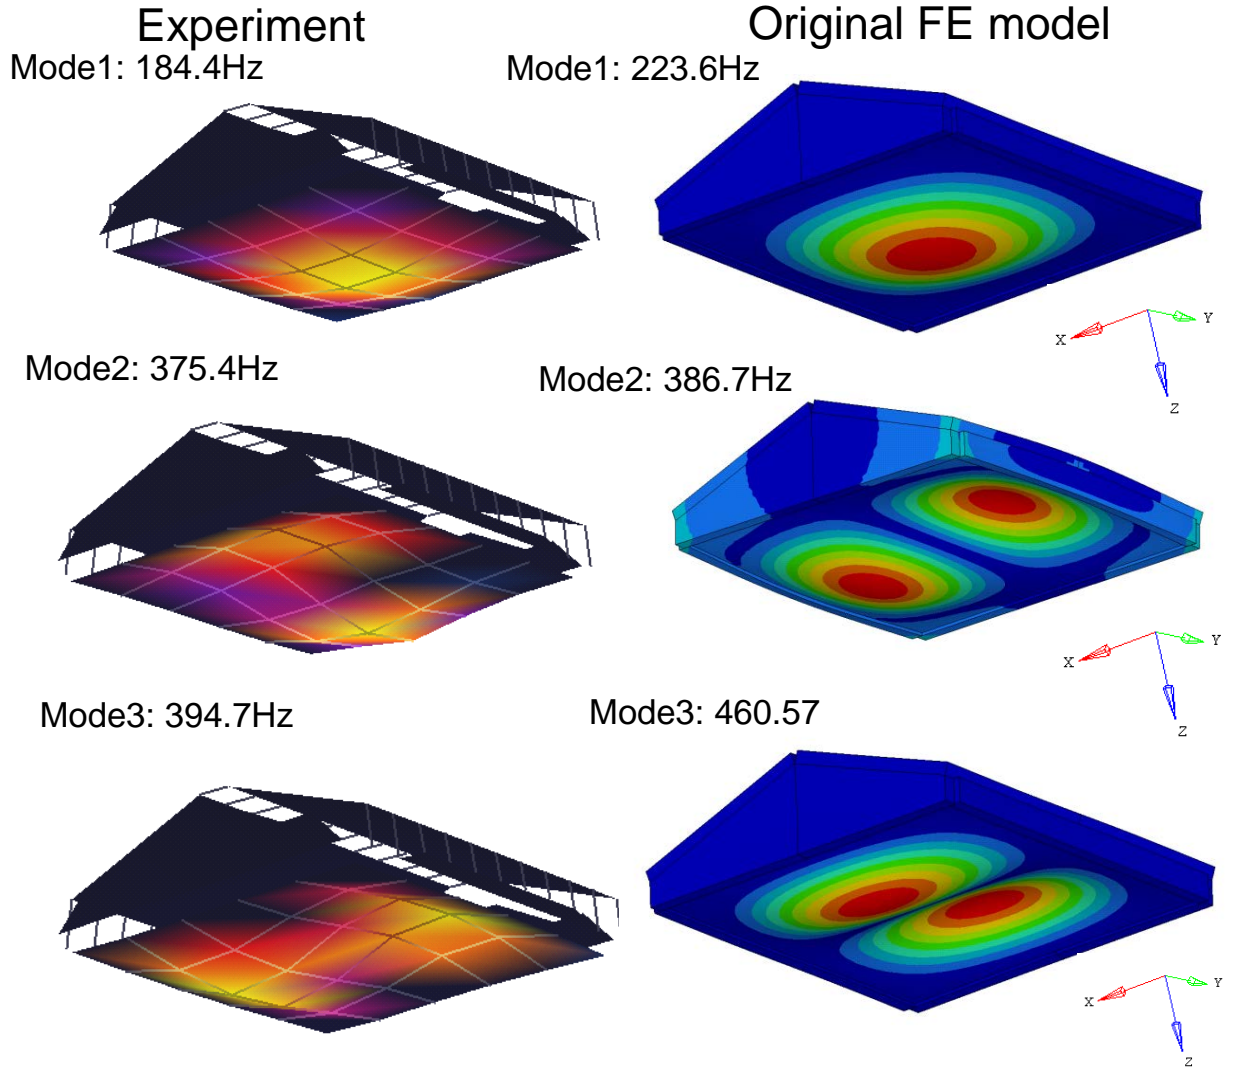 Experiment
Original FE model
Mode1: 184.4Hz
Mode1: 223.6Hz
X
Y
Z
Mode2: 375.4Hz
Mode2: 386.7Hz
X
Y
Z
Mode3: 394.7Hz
Mode3: 460.57
X
Y
Z